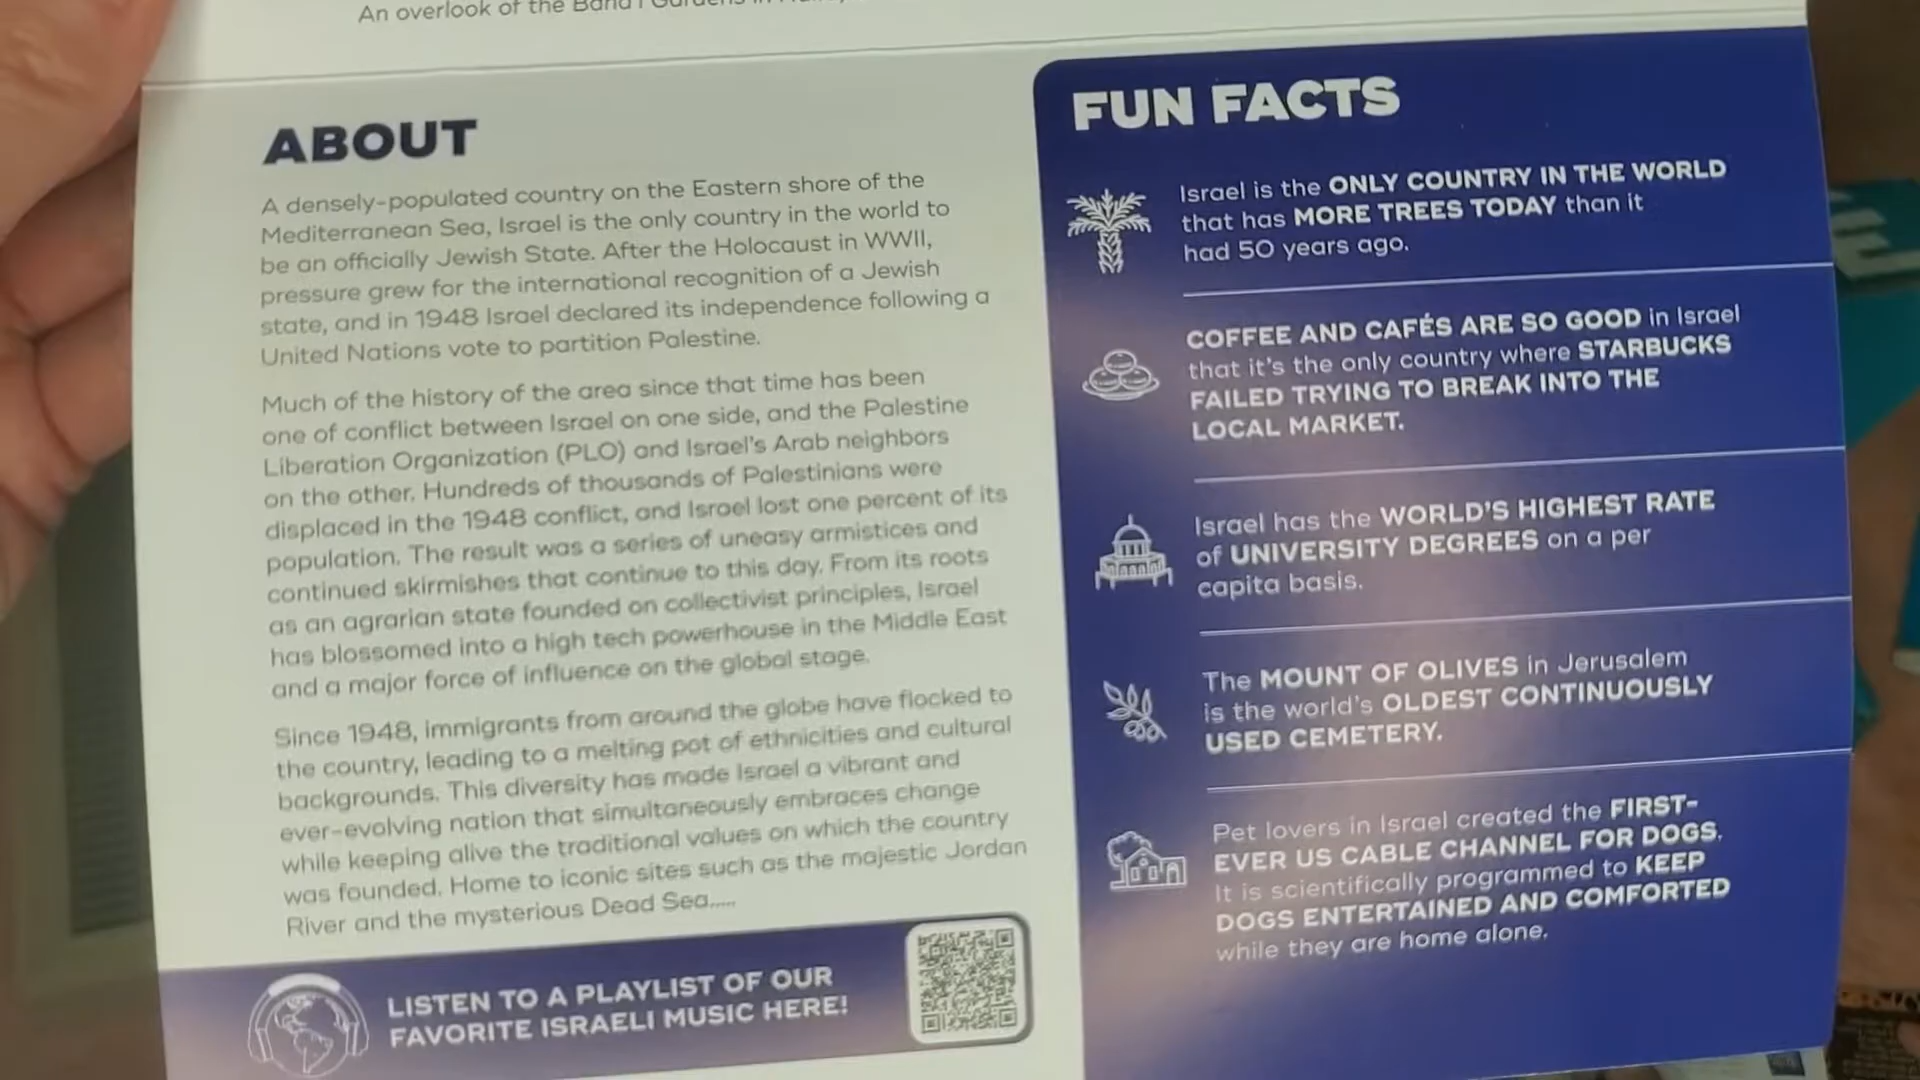 An overlook of the Bahá'í Gardens in
ABOUT
A densely-populated country on the Eastern shore of the
Mediterranean Sea, Israel is the only country in the world to
be an officially Jewish State. After the Holocaust in WWII,
pressure grew for the international recognition of a Jewish
state, and in 1948 Israel declared its independence following a
United Nations vote to partition Palestine.
Much of the history of the area since that time has been
one of conflict between Israel on one side, and the Palestine
Liberation Organization (PLO) and Israel's Arab neighbors
on the other. Hundreds of thousands of Palestinians were
displaced in the 1948 conflict, and Israel lost one percent of its
population. The result was a series of uneasy armistices and
continued skirmishes that continue to this day. From its roots
as an agrarian state founded on collectivist principles, Israel
has blossomed into a high tech powerhouse in the Middle East
and a major force of influence on the global stage.
Since 1948, immigrants from around the globe have flocked to
the country, leading to a melting pot of ethnicities and cultural
backgrounds. This diversity has made Israel a vibrant and
ever-evolving nation that simultaneously embraces change
while keeping alive the traditional values on which the country
was founded. Home to iconic sites such as the majestic Jordan
River and the mysterious Dead Sea.....
LISTEN TO A PLAYLIST OF OUR
FAVORITE ISRAELI MUSIC HERE!
FUN FACTS
Israel is the ONLY COUNTRY IN THE WORLD
that has MORE TREES TODAY than it
had 50 years ago.
COFFEE AND CAFÉS ARE SO GOOD in Israel
that it's the only country where STARBUCKS
FAILED TRYING TO BREAK INTO THE
LOCAL MARKET.
Israel has the WORLD'S HIGHEST RATE
of UNIVERSITY DEGREES on a per
capita basis.
The MOUNT OF OLIVES in Jerusalem
is the world's OLDEST CONTINUOUSLY
USED CEMETERY.
Pet lovers in Israel created the FIRST-
EVER US CABLE CHANNEL FOR DOGS.
It is scientifically programmed to KEEP
DOGS ENTERTAINED AND COMFORTED
while they are home alone.